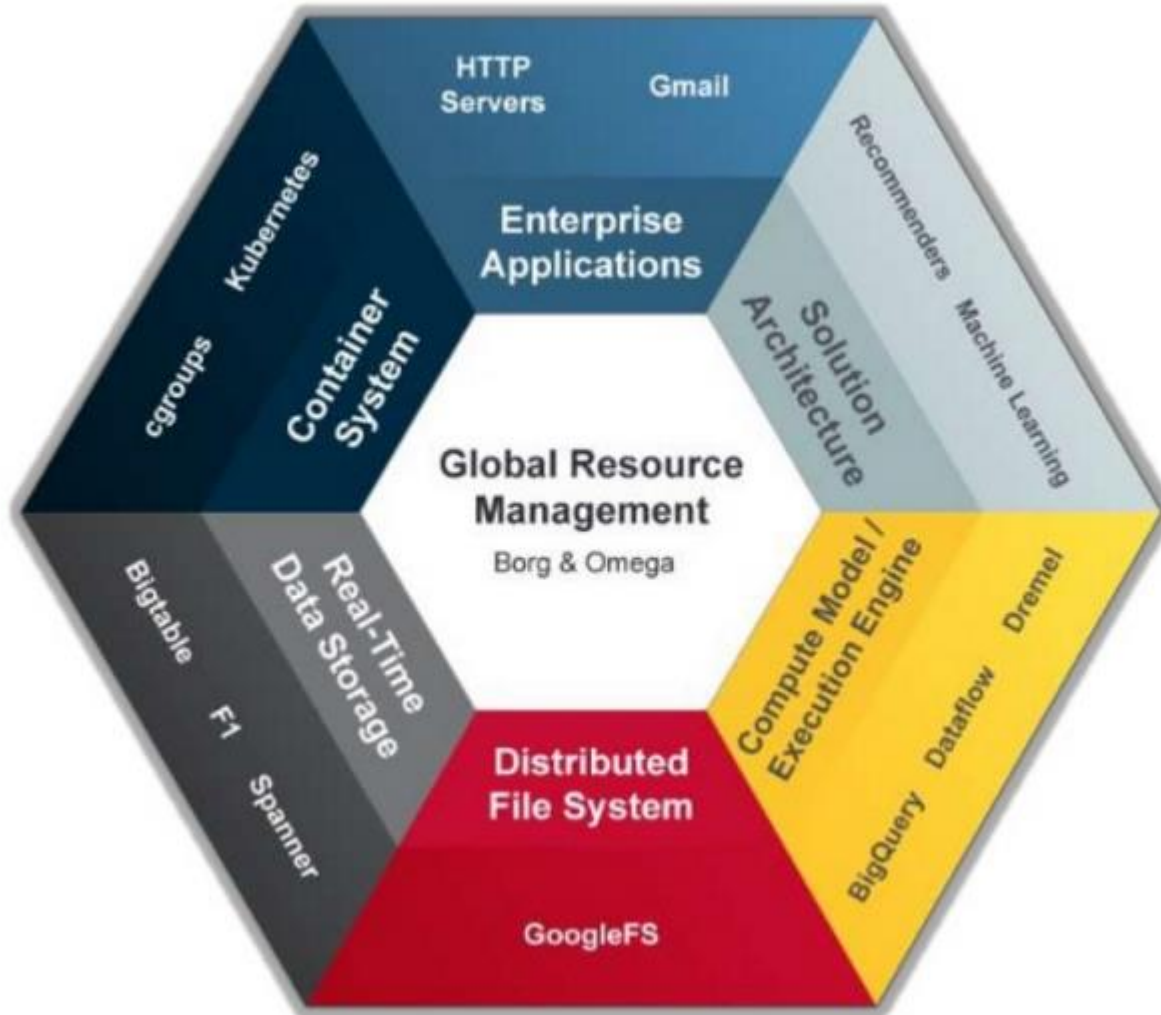 HTTP
Servers
Gmail
Enterprise
Applications
Recommenders
Machine Learning
Solution
Architecture
Kubernetes
cgroups
Container
System
Global Resource
Management
Borg & Omega
Compute Model /
Execution Engine
Dremel
Dataflow
BigQuery
Real-Time
Data Storage
Bigtable
F1
Spanner
Distributed
File System
GoogleFS